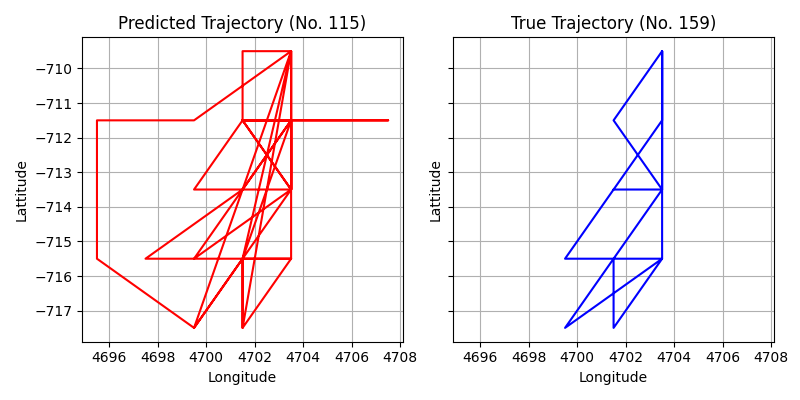 Predicted Trajectory (No. 115)
True Trajectory (No. 159)
Lattitude
−710
−711
−712
−713
−714
−715
−716
−717
4696 4698 4700 4702 4704 4706 4708
Longitude
Lattitude
4696 4698 4700 4702 4704 4706 4708
Longitude